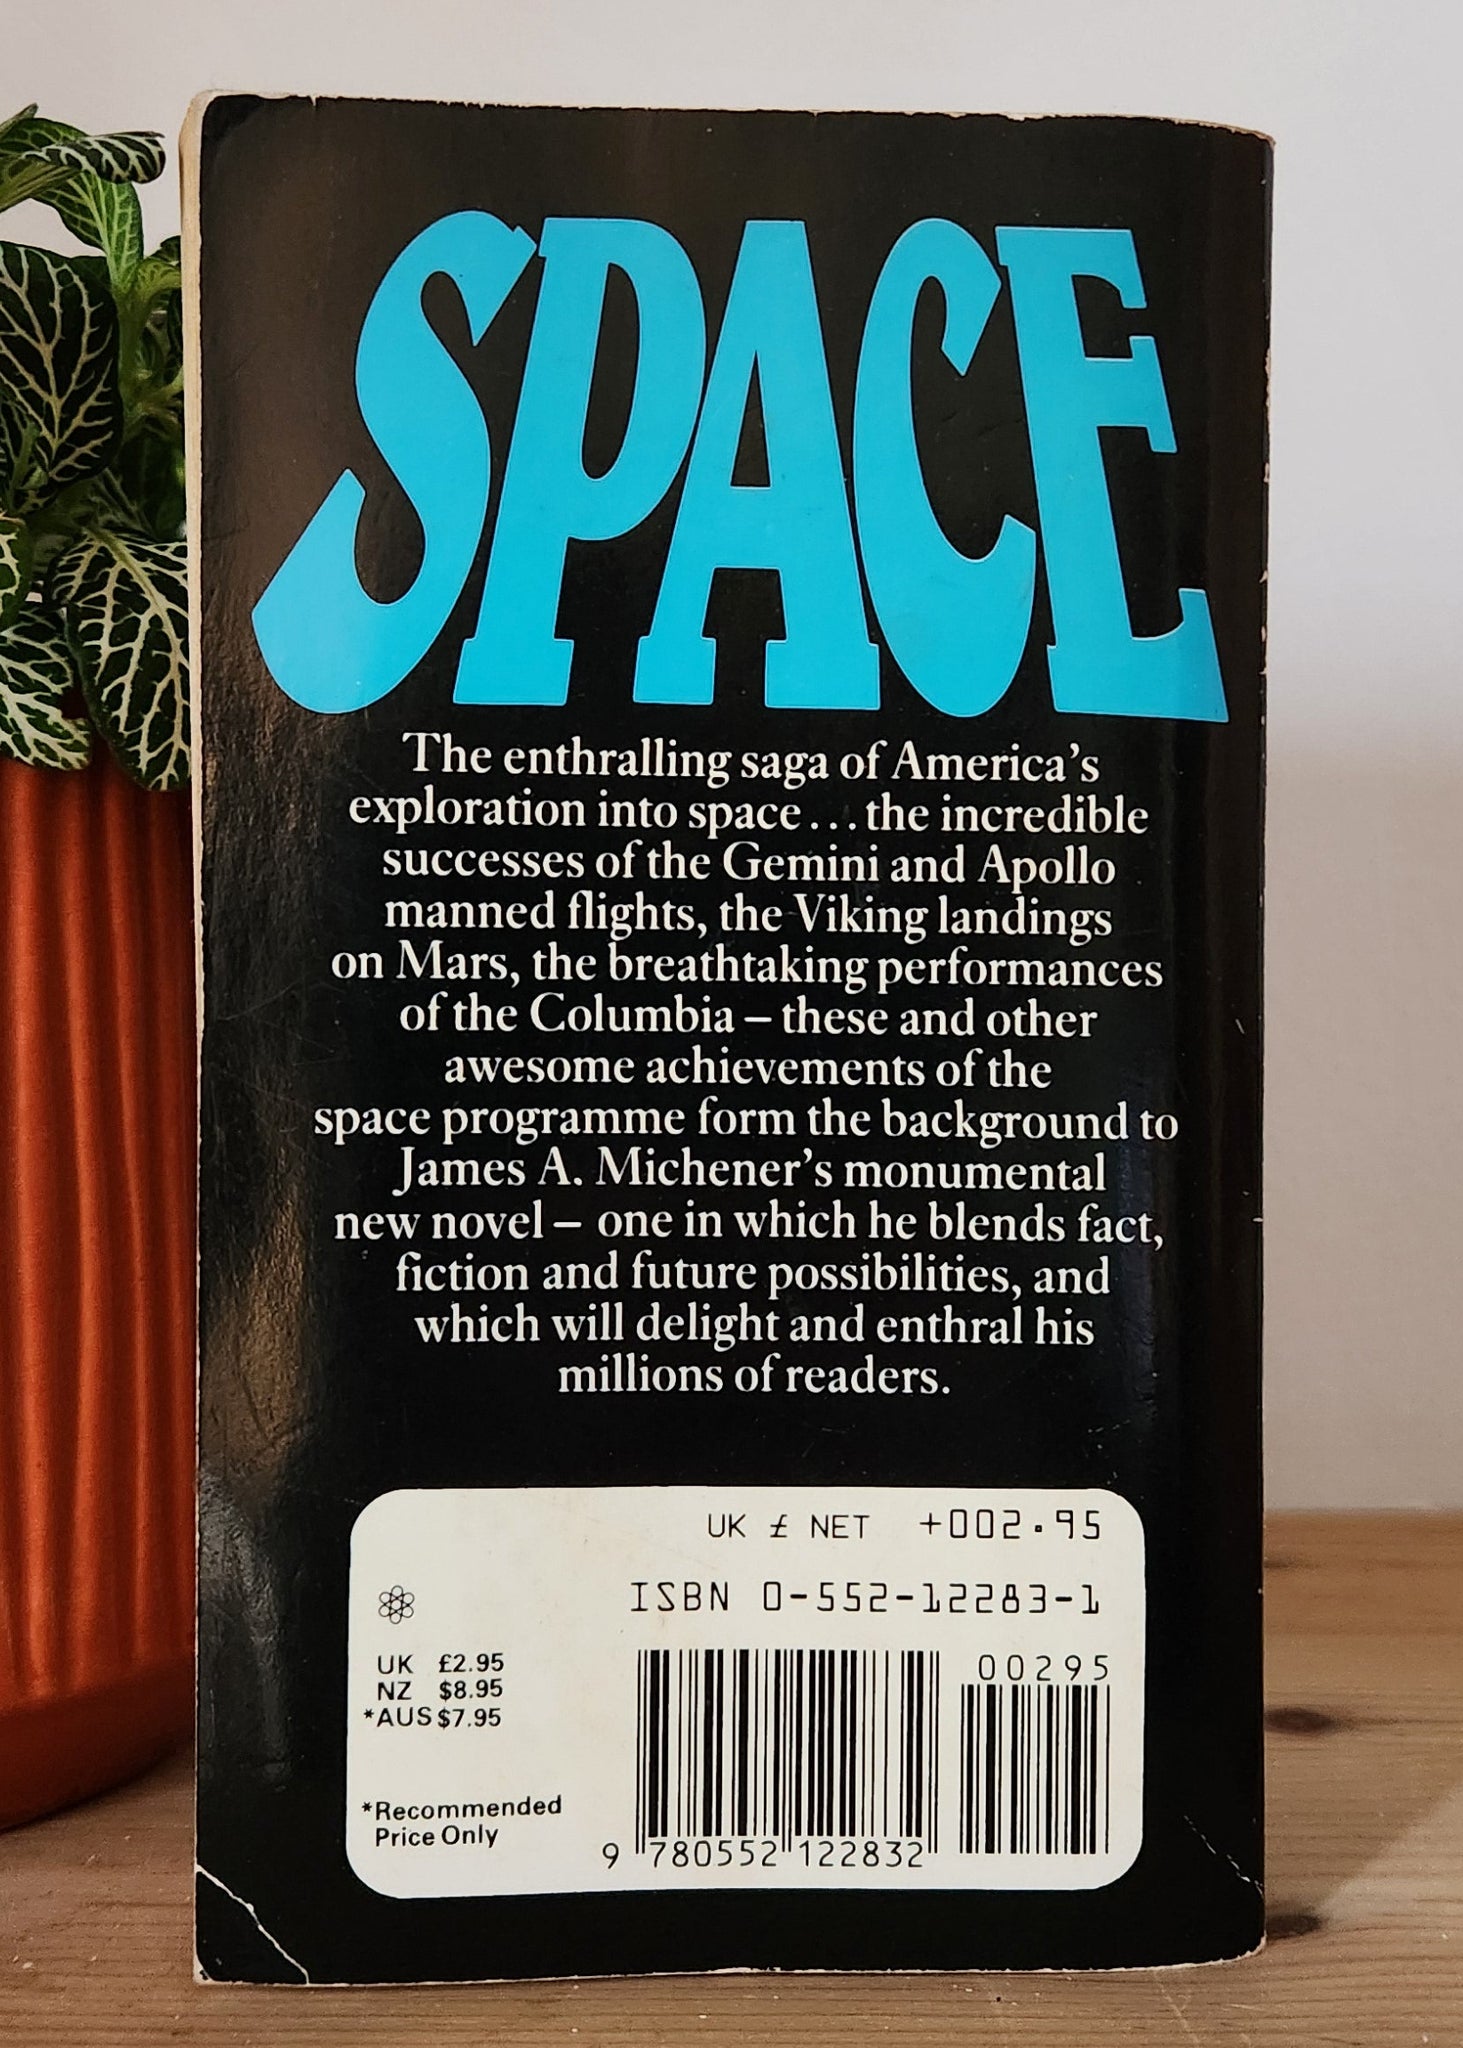 SPACE
The enthralling saga of America's
exploration into space...the incredible
successes of the Gemini and Apollo
manned flights, the Viking landings
on Mars, the breathtaking performances
of the Columbia – these and other
awesome achievements of the
space programme form the background to
James A. Michener's monumental
new novel – one in which he blends fact,
fiction and future possibilities, and
which will delight and enthral his
millions of readers.
UK £ NET +002.95
ISBN 0-552-12283-1
UK £2.95
NZ $8.95
*AUS $7.95
*Recommended
Price Only
00295
9 780552 122832